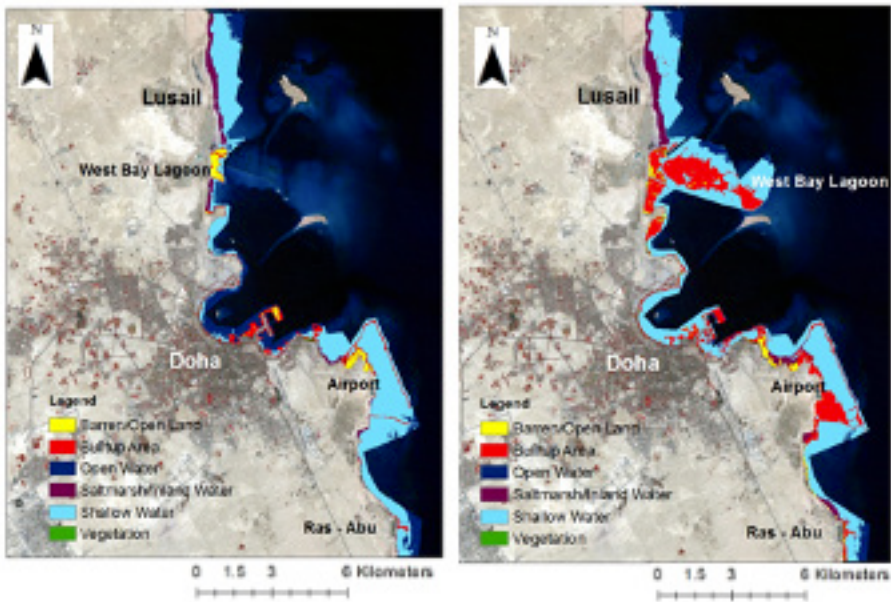 N
Lusail
West Bay Lagoon
Doha
Airport
Legend
Barren/Open Land
Builtup Area
Open Water
Saltmarsh/Inland Water
Shallow Water
Vegetation
Ras - Abu
0 1.5 3 6 Kilometers
N
Lusail
West Bay Lagoon
Doha
Airport
Legend
Barren/Open Land
Builtup Area
Open Water
Saltmarsh/Inland Water
Shallow Water
Vegetation
Ras - Abu
0 1.5 3 6 Kilometers